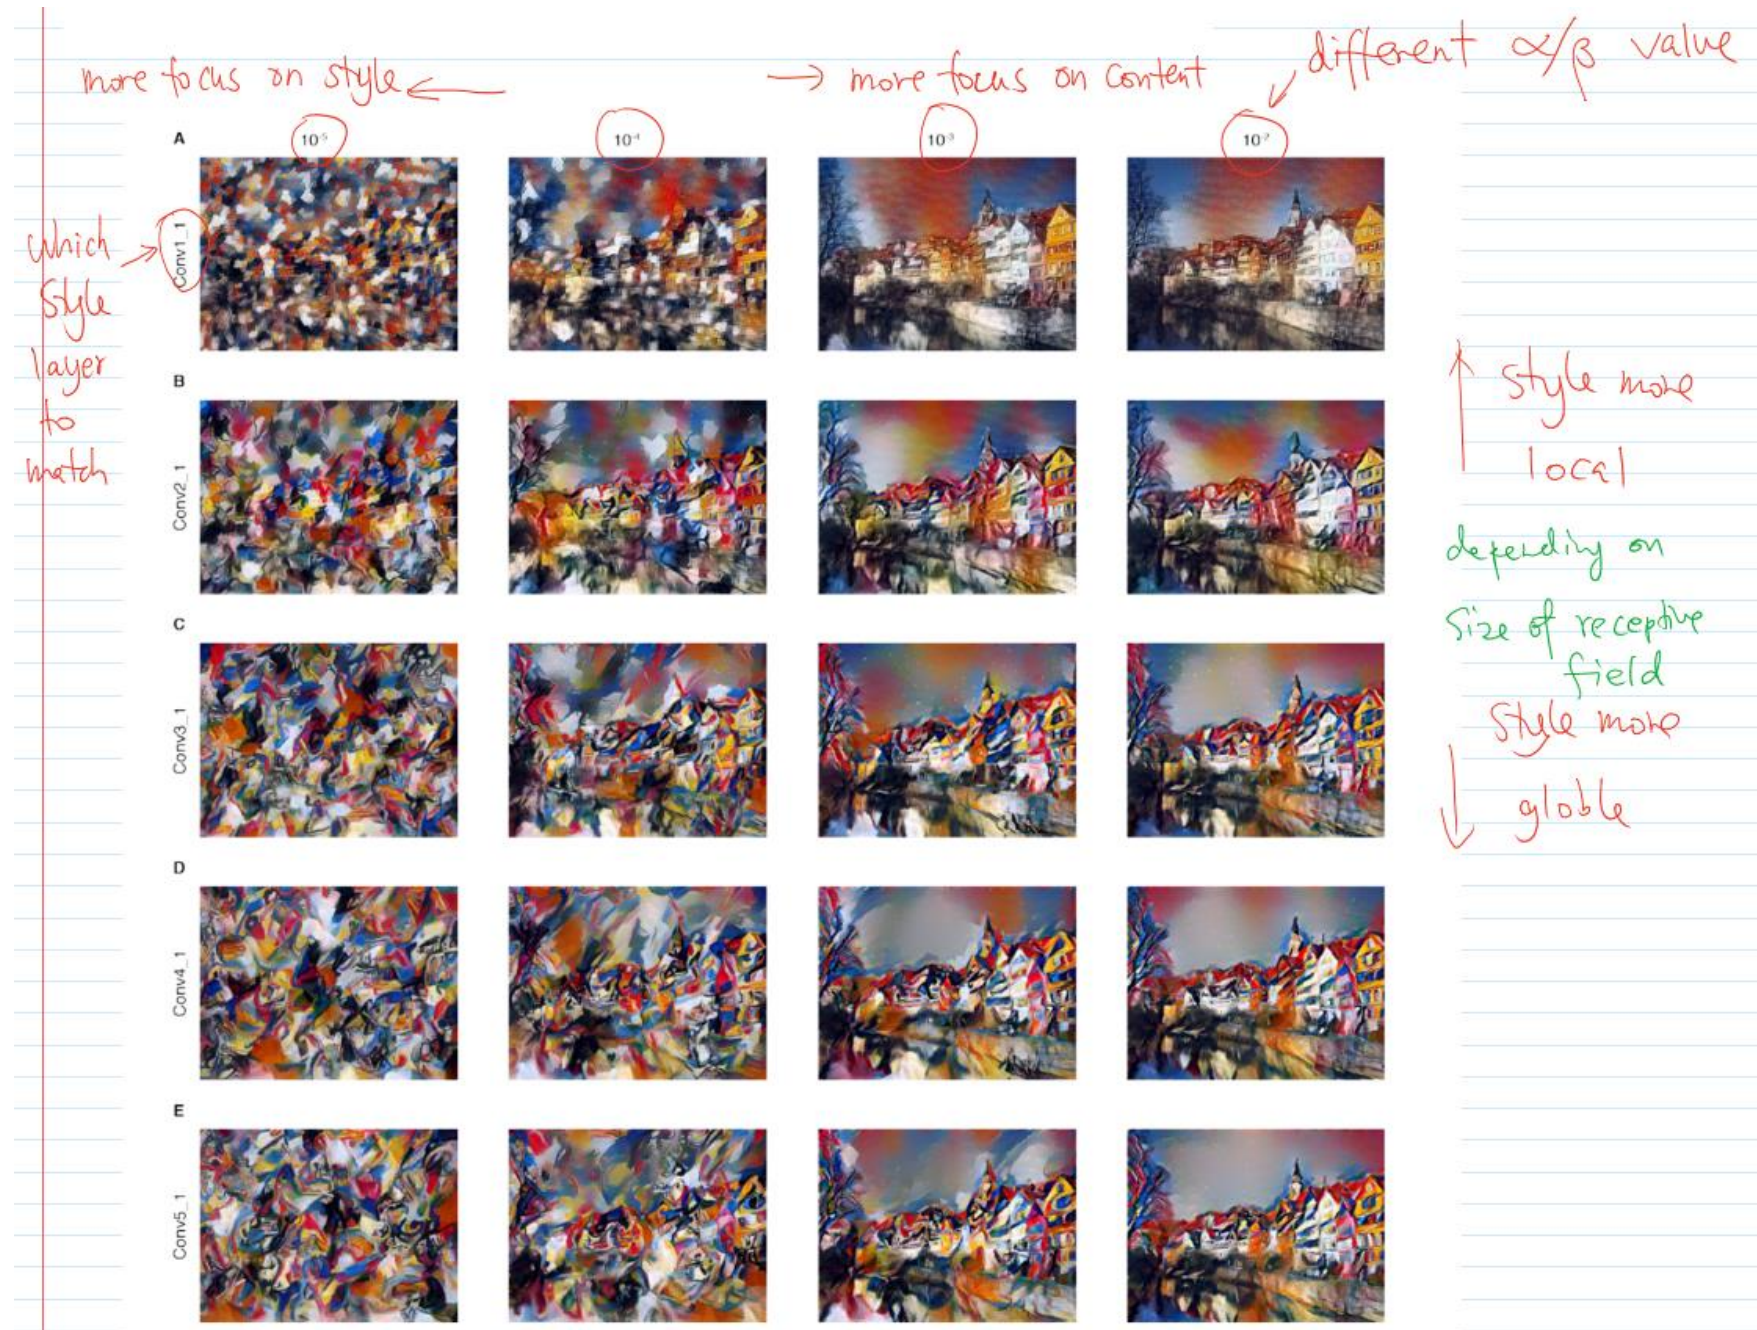 different α/β value
more focus on style ← → more focus on content
A 10⁻⁵ 10⁻⁴ 10⁻³ 10⁻²
Conv1_1
which
style
layer
to
match
B
Conv2_1
style more
local
depending on
size of receptive
field
C
Conv3_1
style more
globle
D
Conv4_1
E
Conv5_1